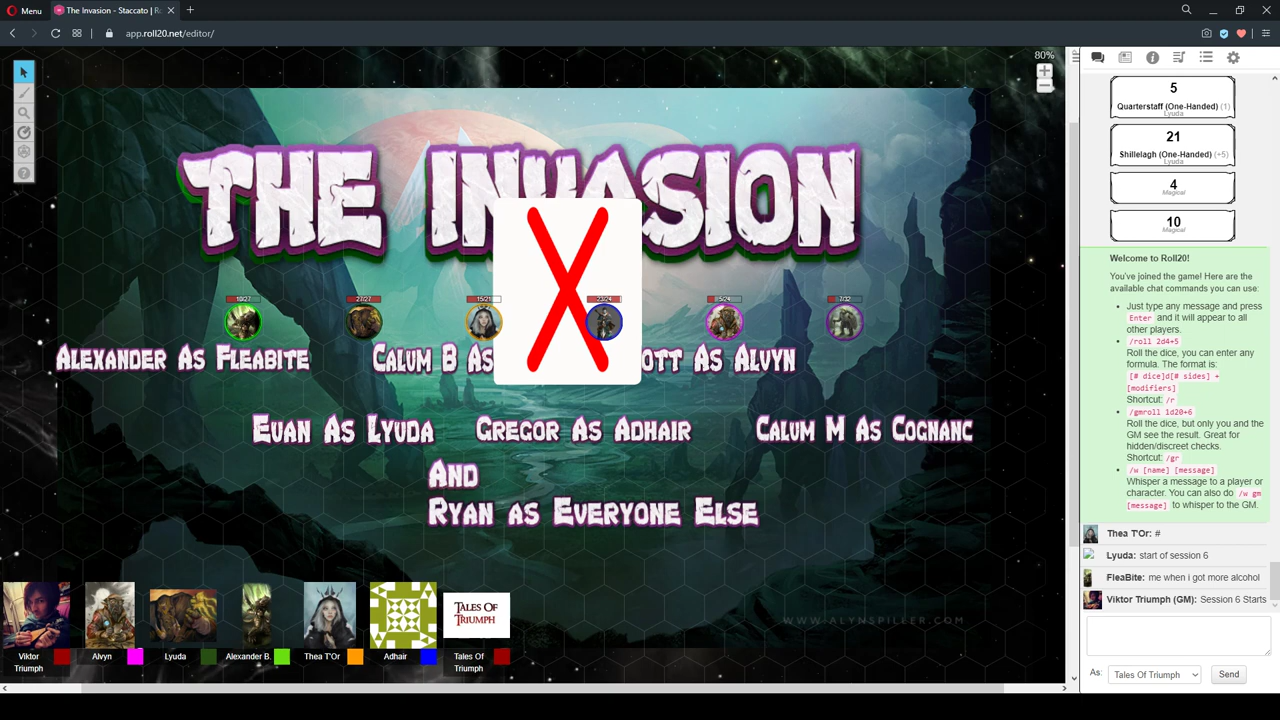 Menu
The Invasion - Staccato | Ro
app.roll20.net/editor/
80%
THE INVASION
10/27
27/27
15/21
23/24
5/24
7/32
ALEXANDER AS FLEABITE
CALUM B AS
OTT AS ALVYN
EUAN AS LYUDA
GREGOR AS ADHAIR
CALUM M AS COGNANC
AND
RYAN AS EVERYONE ELSE
WWW.ALYNSPILLER.COM
TALES OF
TRIUMPH
Viktor
Triumph
Alvyn
Lyuda
Alexander B.
Thea T'Or
Adhair
Tales Of
Triumph
5
Quarterstaff (One-Handed) (1)
Lyuda
21
Shillelagh (One-Handed) (+5)
Lyuda
4
Magical
10
Magical
Welcome to Roll20!
You've joined the game! Here are the
available chat commands you can use:
Just type any message and press
Enter and it will appear to all
other players.
/roll 2d4+5
Roll the dice, you can enter any
formula. The format is:
[# dice]d[# sides] +
[modifiers]
Shortcut: /r
/gmroll 1d20+6
Roll the dice, but only you and the
GM see the result. Great for
hidden/discreet checks.
Shortcut: /gr
/w [name] [message]
Whisper a message to a player or
character. You can also do /w gm
[message] to whisper to the GM.
Thea T'Or: #
Lyuda: start of session 6
FleaBite: me when i got more alcohol
Viktor Triumph (GM): Session 6 Starts
As: Tales Of Triumph
Send